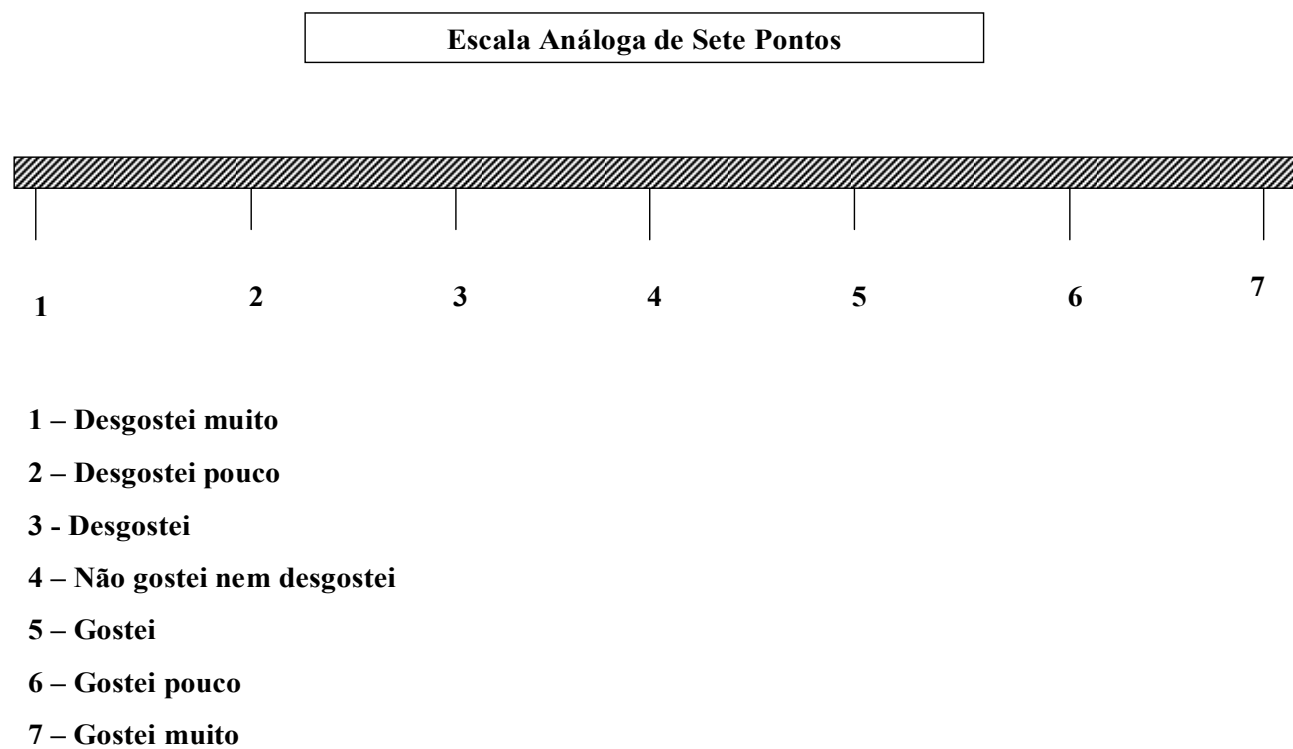 Escala Análoga de Sete Pontos
1 2 3 4 5 6 7
1 – Desgostei muito
2 – Desgostei pouco
3 - Desgostei
4 – Não gostei nem desgostei
5 – Gostei
6 – Gostei pouco
7 – Gostei muito